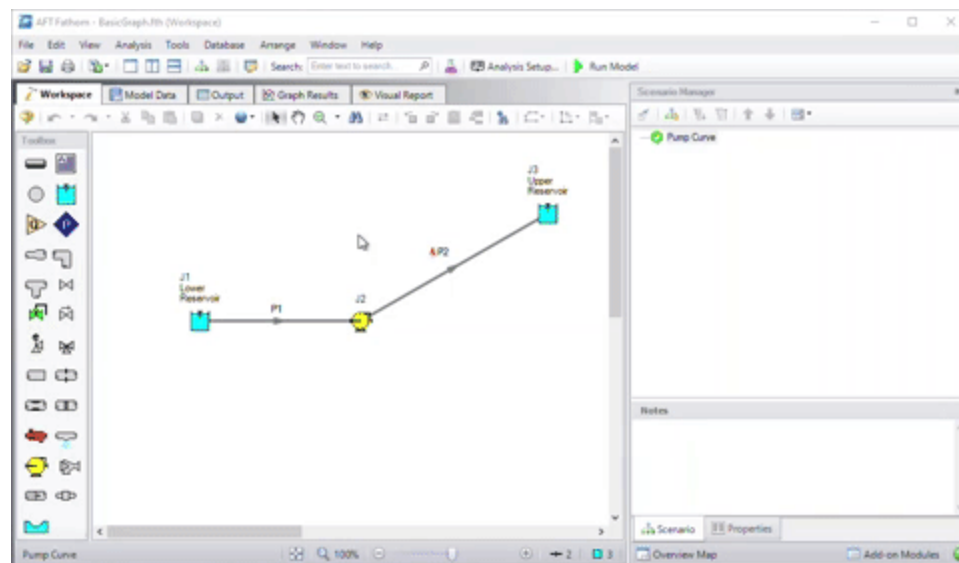 AFT Fathom - BasicGraph.fth (Workspace)
File Edit View Analysis Tools Database Arrange Window Help
Search: Enter text to search... Analysis Setup... Run Model
Workspace Model Data Output Graph Results Visual Report
Scenario Manager
Toolbox
Pump Curve
J3
Upper
Reservoir
&P2
J1
Lower
Reservoir
P1
J2
Notes
Scenario Properties
Pump Curve 100% 2 3 Overview Map Add-on Modules